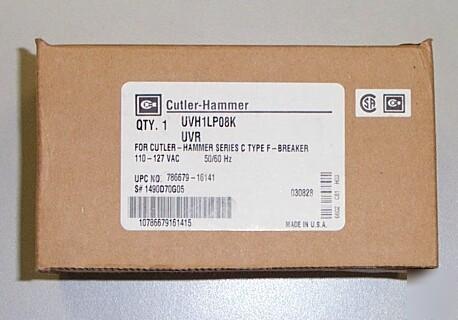 Cutler-Hammer
QTY. 1 UVH1LP08K
UVR
FOR CUTLER-HAMMER SERIES C TYPE F-BREAKER
110-127 VAC 50/60 Hz
UPC NO. 786679-16141
S# 1490D70G05 030828
10786679161415 MADE IN U.S.A.
SA